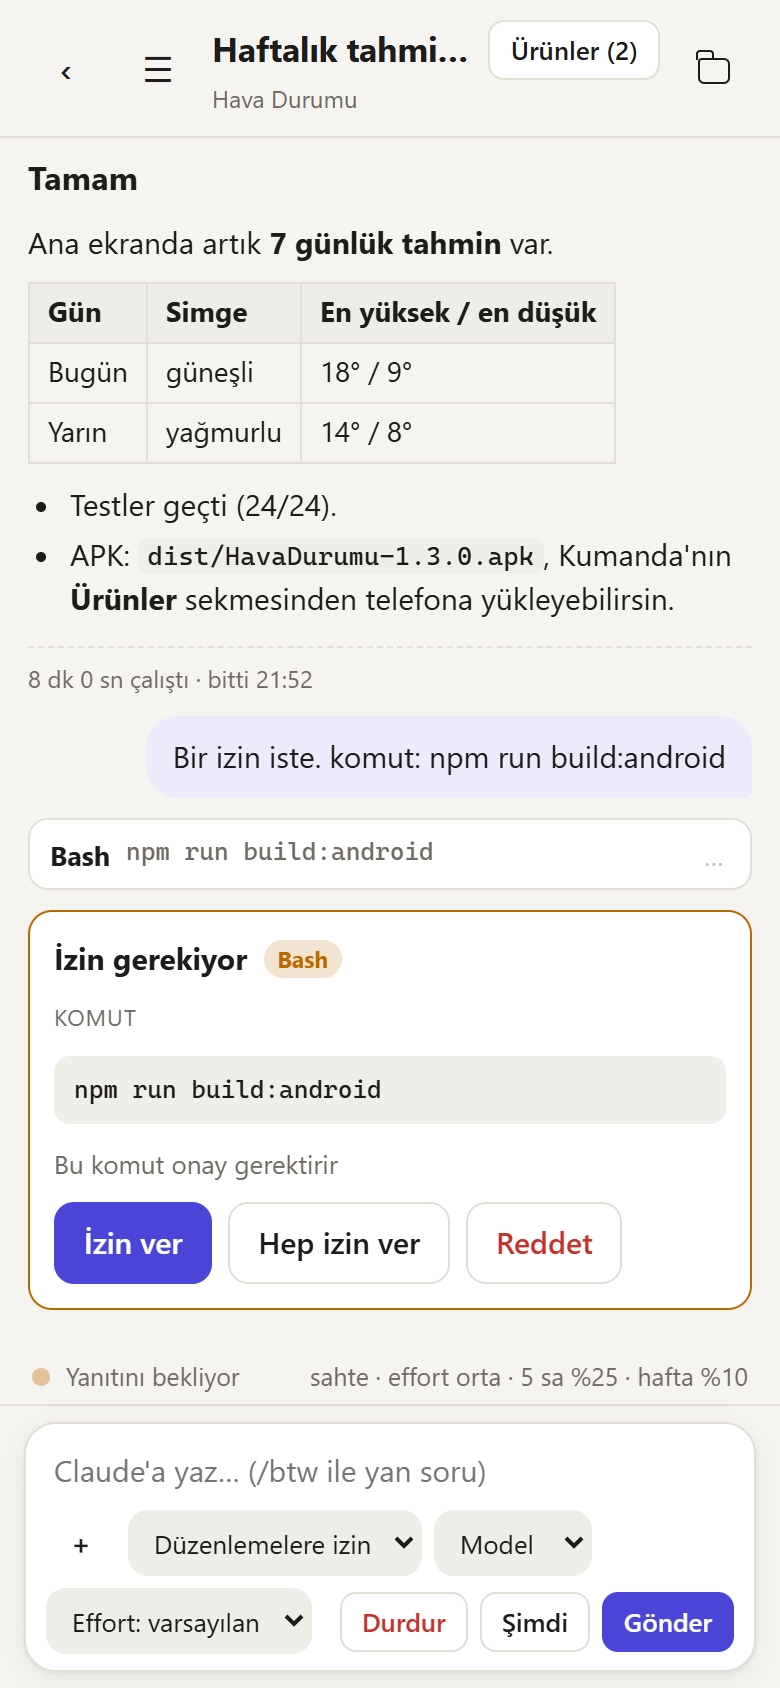 Haftalık tahmi...
Ürünler (2)
Hava Durumu
Tamam
Ana ekranda artık 7 günlük tahmin var.
Gün Simge En yüksek / en düşük
Bugün güneşli 18° / 9°
Yarın yağmurlu 14° / 8°
• Testler geçti (24/24).
• APK: dist/HavaDurumu-1.3.0.apk, Kumanda'nın
Ürünler sekmesinden telefona yükleyebilirsin.
8 dk 0 sn çalıştı · bitti 21:52
Bir izin iste. komut: npm run build:android
Bash npm run build:android ...
İzin gerekiyor Bash
KOMUT
npm run build:android
Bu komut onay gerektirir
İzin ver Hep izin ver Reddet
Yanıtını bekliyor sahte · effort orta · 5 sa %25 · hafta %10
Claude'a yaz... (/btw ile yan soru)
+ Düzenlemelere izin Model
Effort: varsayılan Durdur Şimdi Gönder